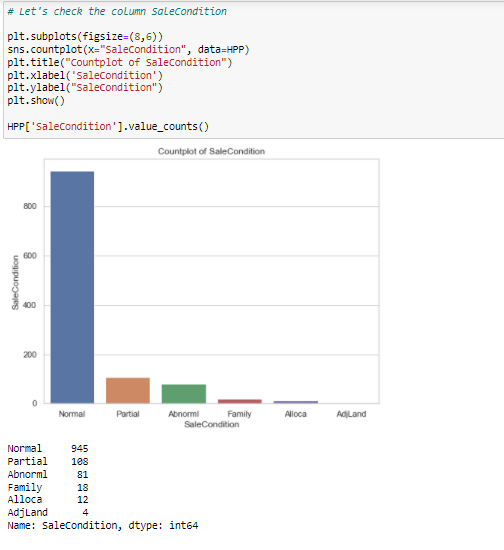 # Let's check the column SaleCondition
plt.subplots(figsize=(8,6))
sns.countplot(x="SaleCondition", data=HPP)
plt.title("Countplot of SaleCondition")
plt.xlabel('SaleCondition')
plt.ylabel("SaleCondition")
plt.show()
HPP['SaleCondition'].value_counts()
Countplot of SaleCondition
800
600
400
200
0
SaleCondition
Normal Partial Abnorml Family Alloca AdjLand
SaleCondition
Normal 945
Partial 108
Abnorml 81
Family 18
Alloca 12
AdjLand 4
Name: SaleCondition, dtype: int64